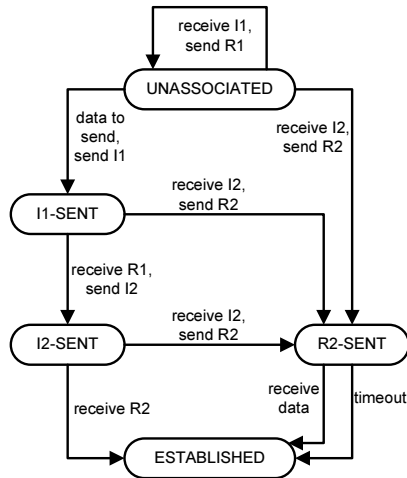 receive I1,
send R1
UNASSOCIATED
data to
send,
send I1
receive I2,
send R2
receive I2,
send R2
I1-SENT
receive R1,
send I2
receive I2,
send R2
I2-SENT
R2-SENT
receive R2
receive
data
timeout
ESTABLISHED